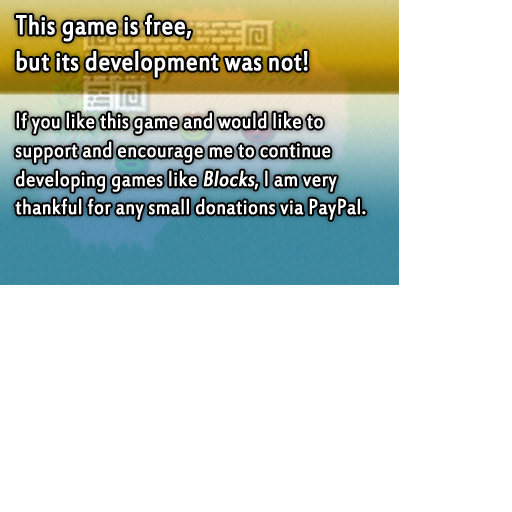 This game is free,
but its development was not!
If you like this game and would like to
support and encourage me to continue
developing games like Blocks, I am very
thankful for any small donations via PayPal.